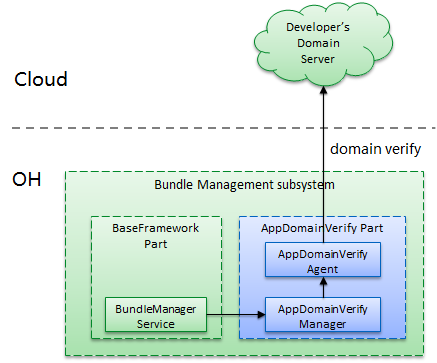 Developer's
Domain
Server
Cloud
domain verify
OH
Bundle Management subsystem
BaseFramework
Part
AppDomainVerify Part
AppDomainVerify
Agent
BundleManager
Service
AppDomainVerify
Manager